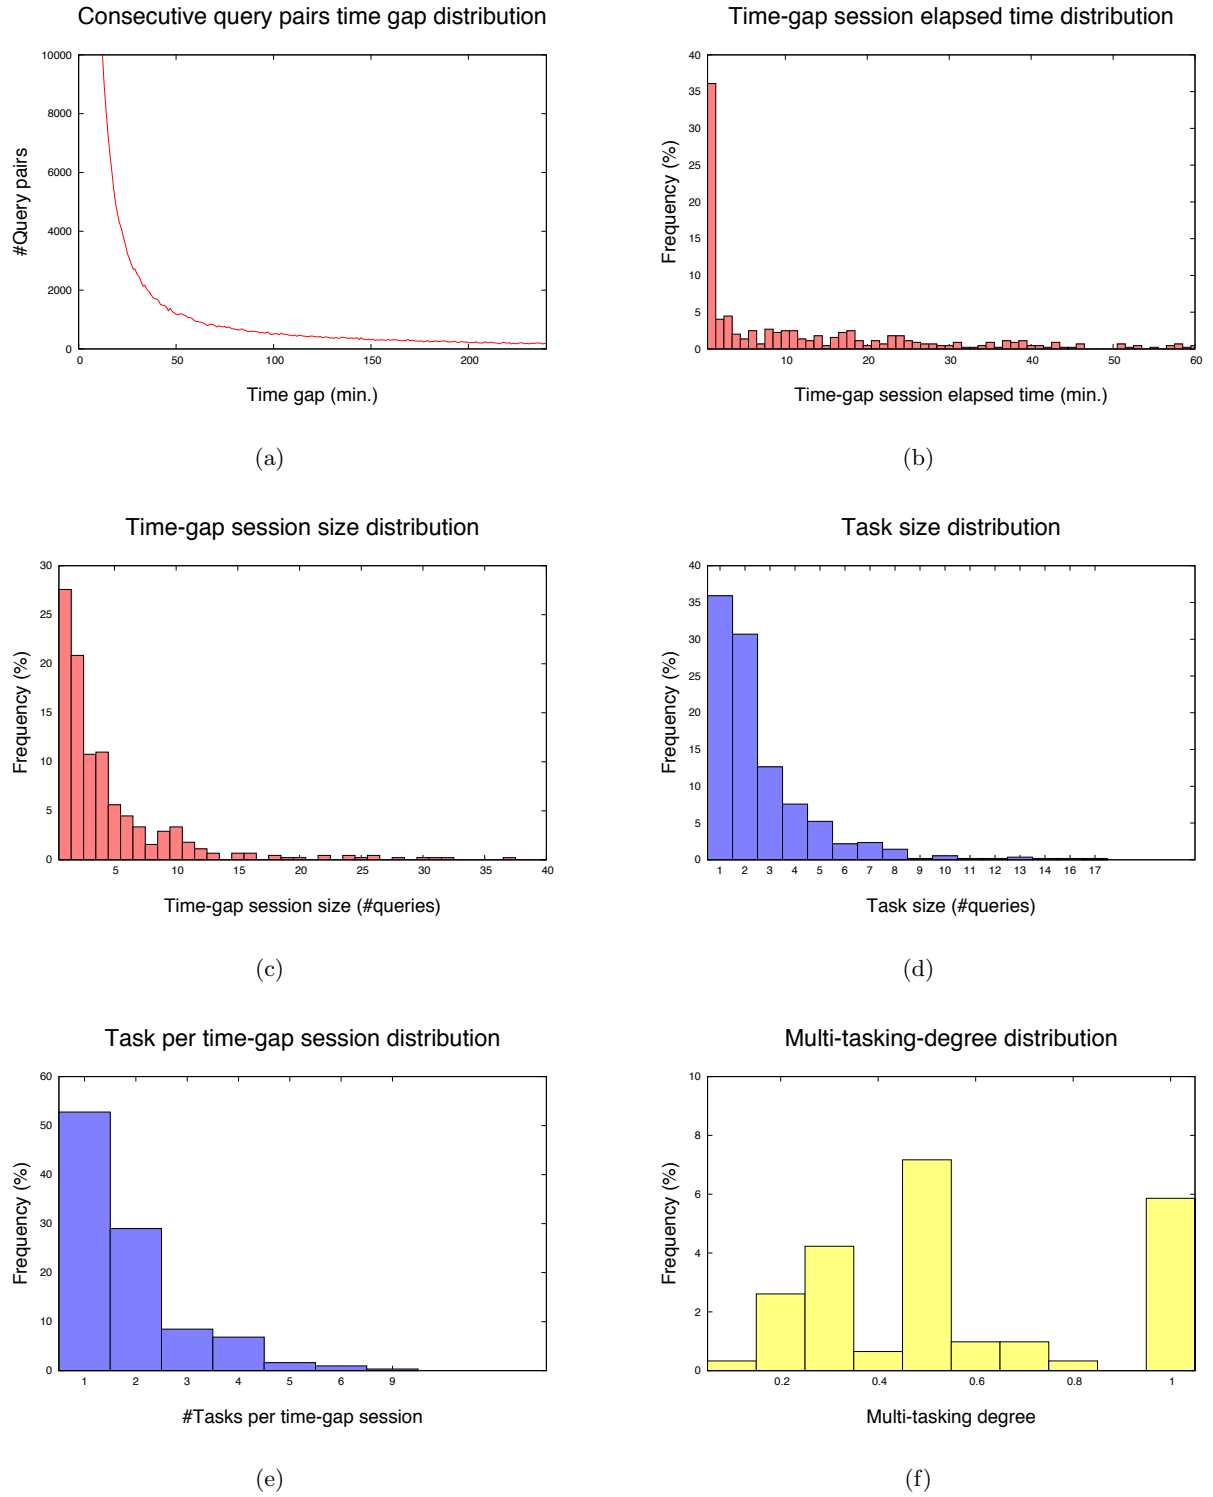 Consecutive query pairs time gap distribution
10000
8000
6000
4000
2000
0
#Query pairs
0 50 100 150 200
Time gap (min.)
(a)
Time-gap session elapsed time distribution
40
35
30
25
20
15
10
5
0
Frequency (%)
10 20 30 40 50 60
Time-gap session elapsed time (min.)
(b)
Time-gap session size distribution
30
25
20
15
10
5
0
Frequency (%)
5 10 15 20 25 30 35 40
Time-gap session size (#queries)
(c)
Task size distribution
40
35
30
25
20
15
10
5
0
Frequency (%)
1 2 3 4 5 6 7 8 9 10 11 12 13 14 16 17
Task size (#queries)
(d)
Task per time-gap session distribution
60
50
40
30
20
10
0
Frequency (%)
1 2 3 4 5 6 9
#Tasks per time-gap session
(e)
Multi-tasking-degree distribution
10
8
6
4
2
0
Frequency (%)
0.2 0.4 0.6 0.8 1
Multi-tasking degree
(f)